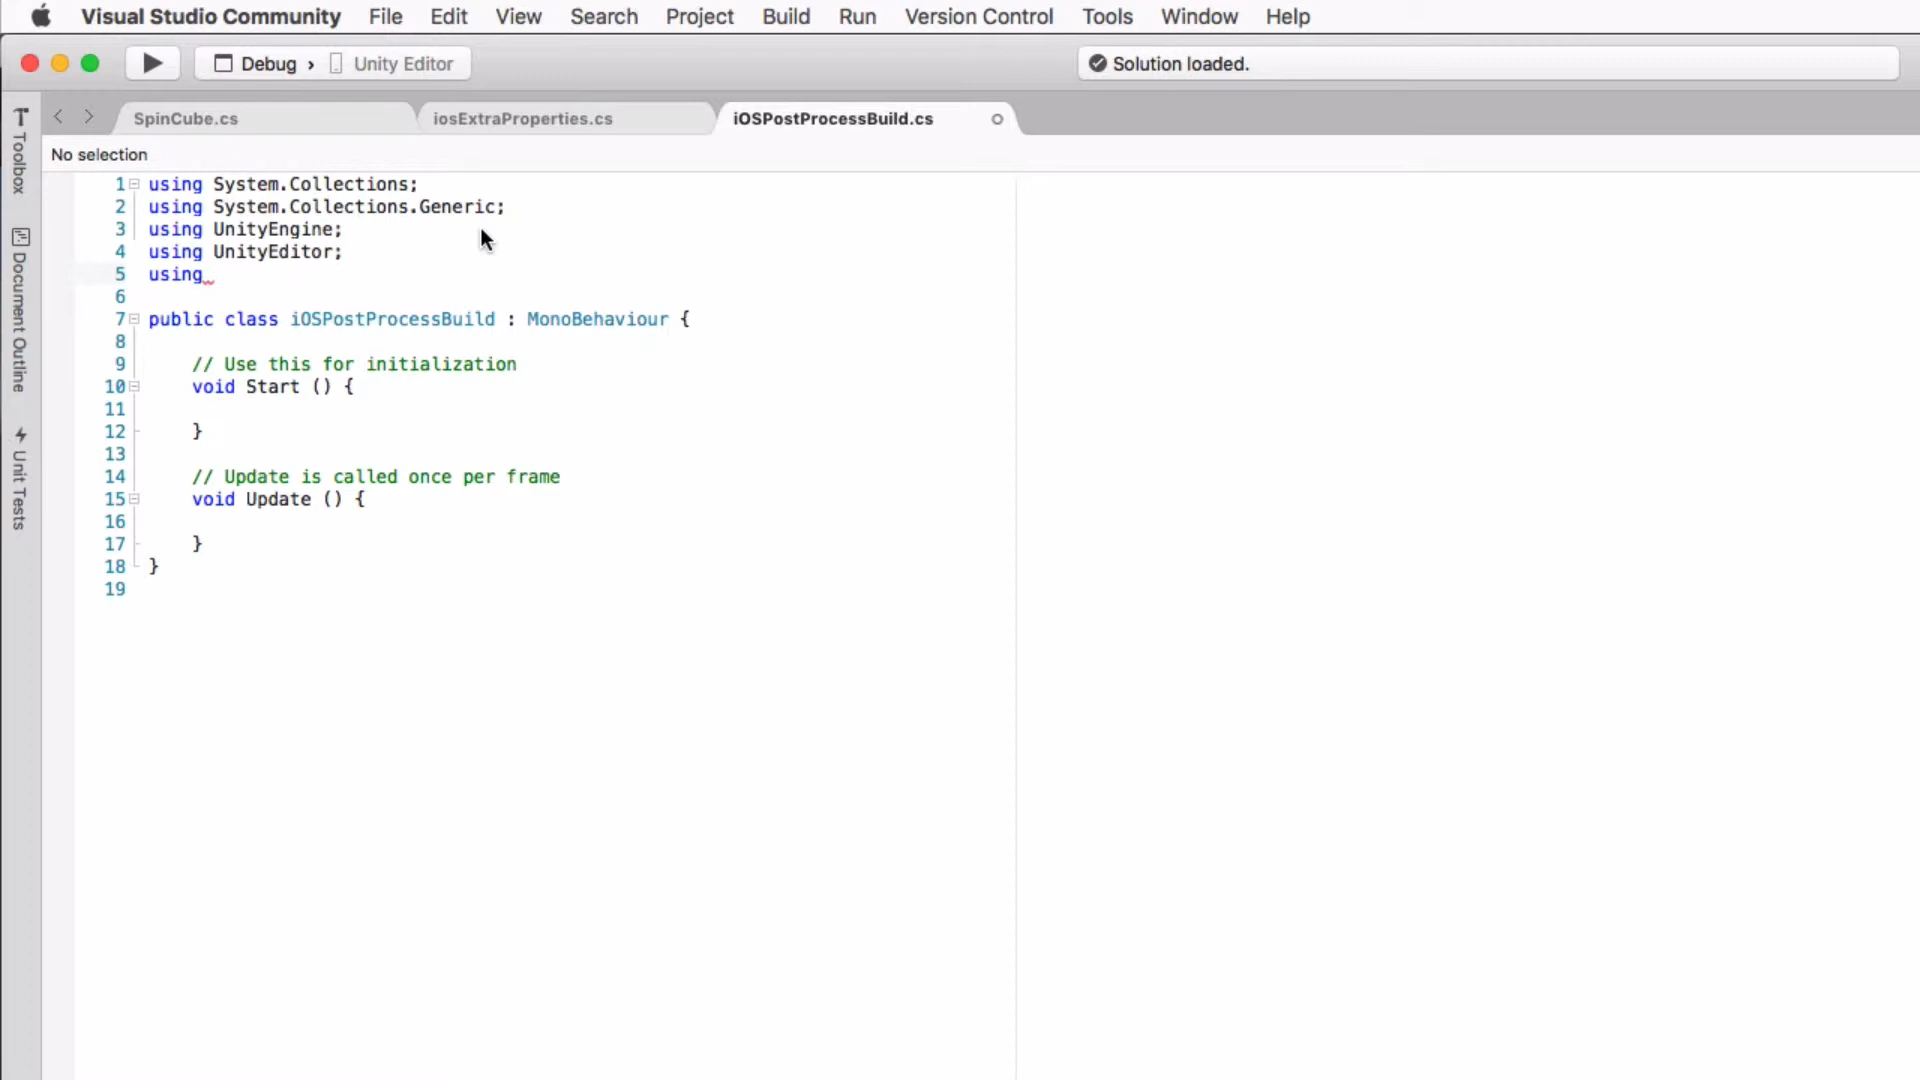 Visual Studio Community File Edit View Search Project Build Run Version Control Tools Window Help
Debug › Unity Editor
Solution loaded.
SpinCube.cs iosExtraProperties.cs iOSPostProcessBuild.cs
No selection
Toolbox
Document Outline
Unit Tests
1 using System.Collections;
2 using System.Collections.Generic;
3 using UnityEngine;
4 using UnityEditor;
5 using
6
7 public class iOSPostProcessBuild : MonoBehaviour {
8
9 // Use this for initialization
10 void Start () {
11
12 }
13
14 // Update is called once per frame
15 void Update () {
16
17 }
18 }
19